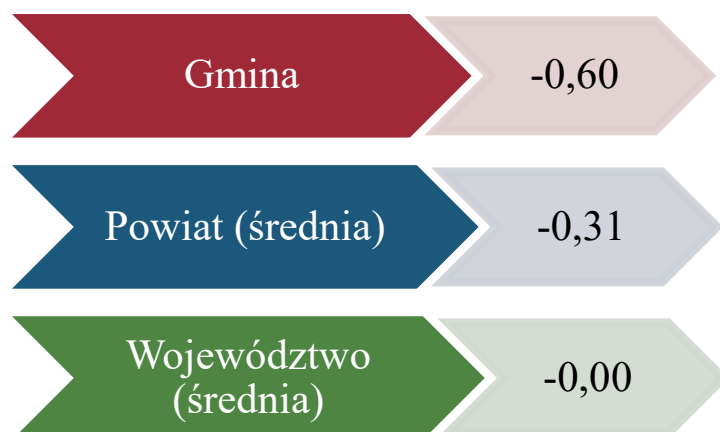 Gmina
-0,60
Powiat (średnia)
-0,31
Województwo
(średnia)
-0,00